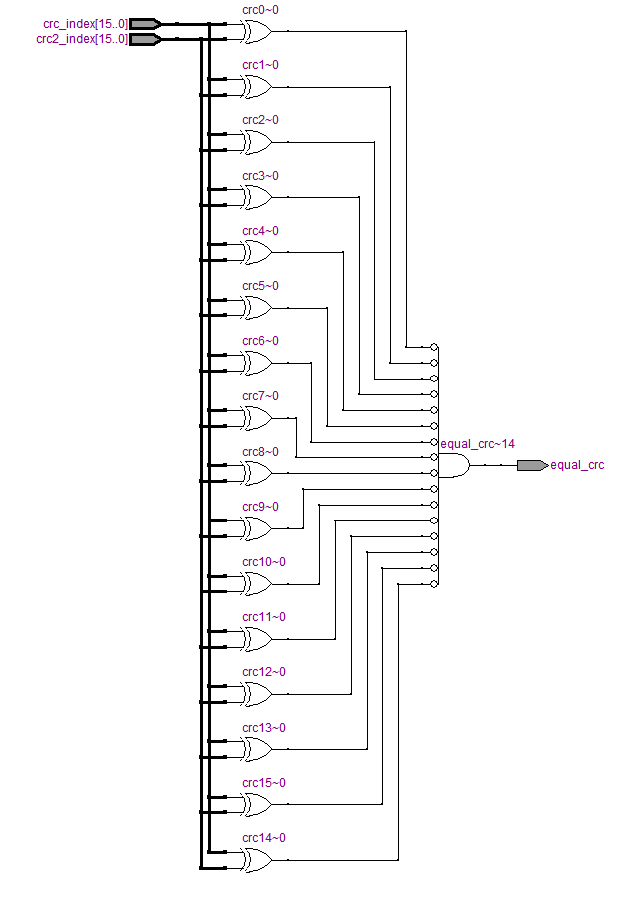 crc0~0
crc_index[15..0]
crc2_index[15..0]
crc1~0
crc2~0
crc3~0
crc4~0
crc5~0
crc6~0
crc7~0
equal_crc~14
crc8~0
equal_crc
crc9~0
crc10~0
crc11~0
crc12~0
crc13~0
crc15~0
crc14~0